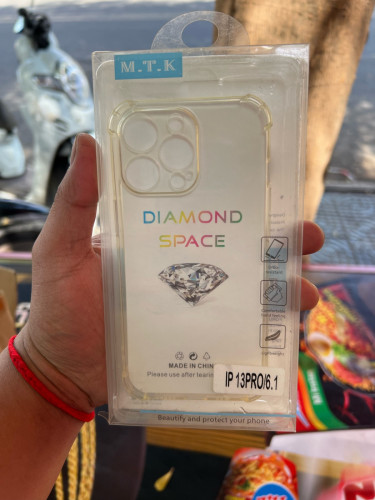 M.T.K
DIAMOND
SPACE
MADE IN CHINA
Please use after tearing
IP 13PRO/6.1
Beautify and protect your phone